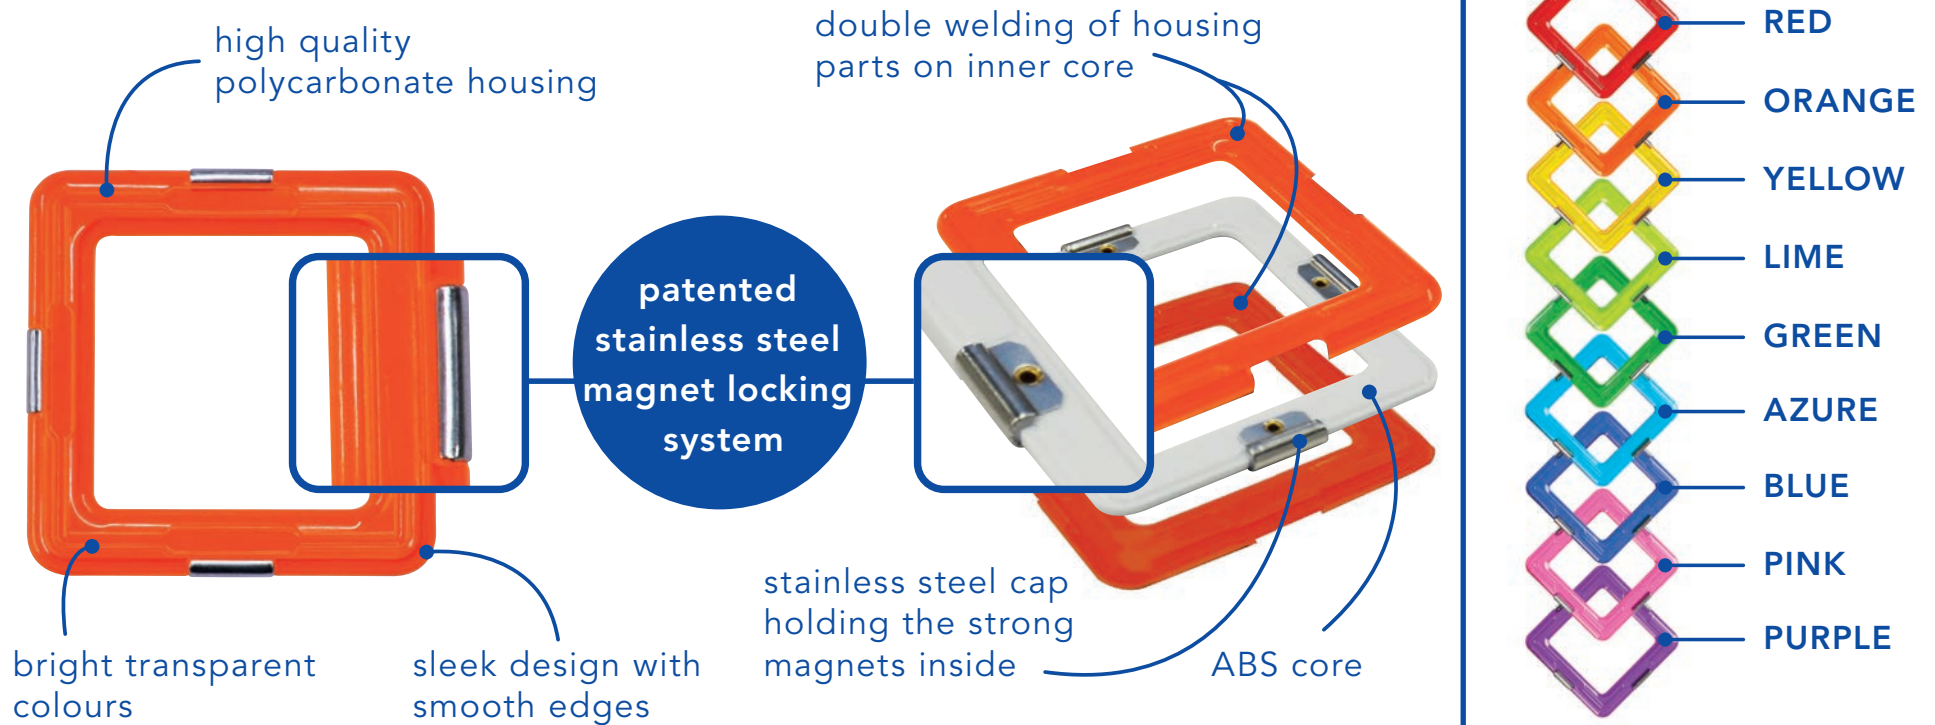 high quality
polycarbonate housing
double welding of housing
parts on inner core
patented
stainless steel
magnet locking
system
bright transparent
colours
sleek design with
smooth edges
stainless steel cap
holding the strong
magnets inside
ABS core
RED
ORANGE
YELLOW
LIME
GREEN
AZURE
BLUE
PINK
PURPLE